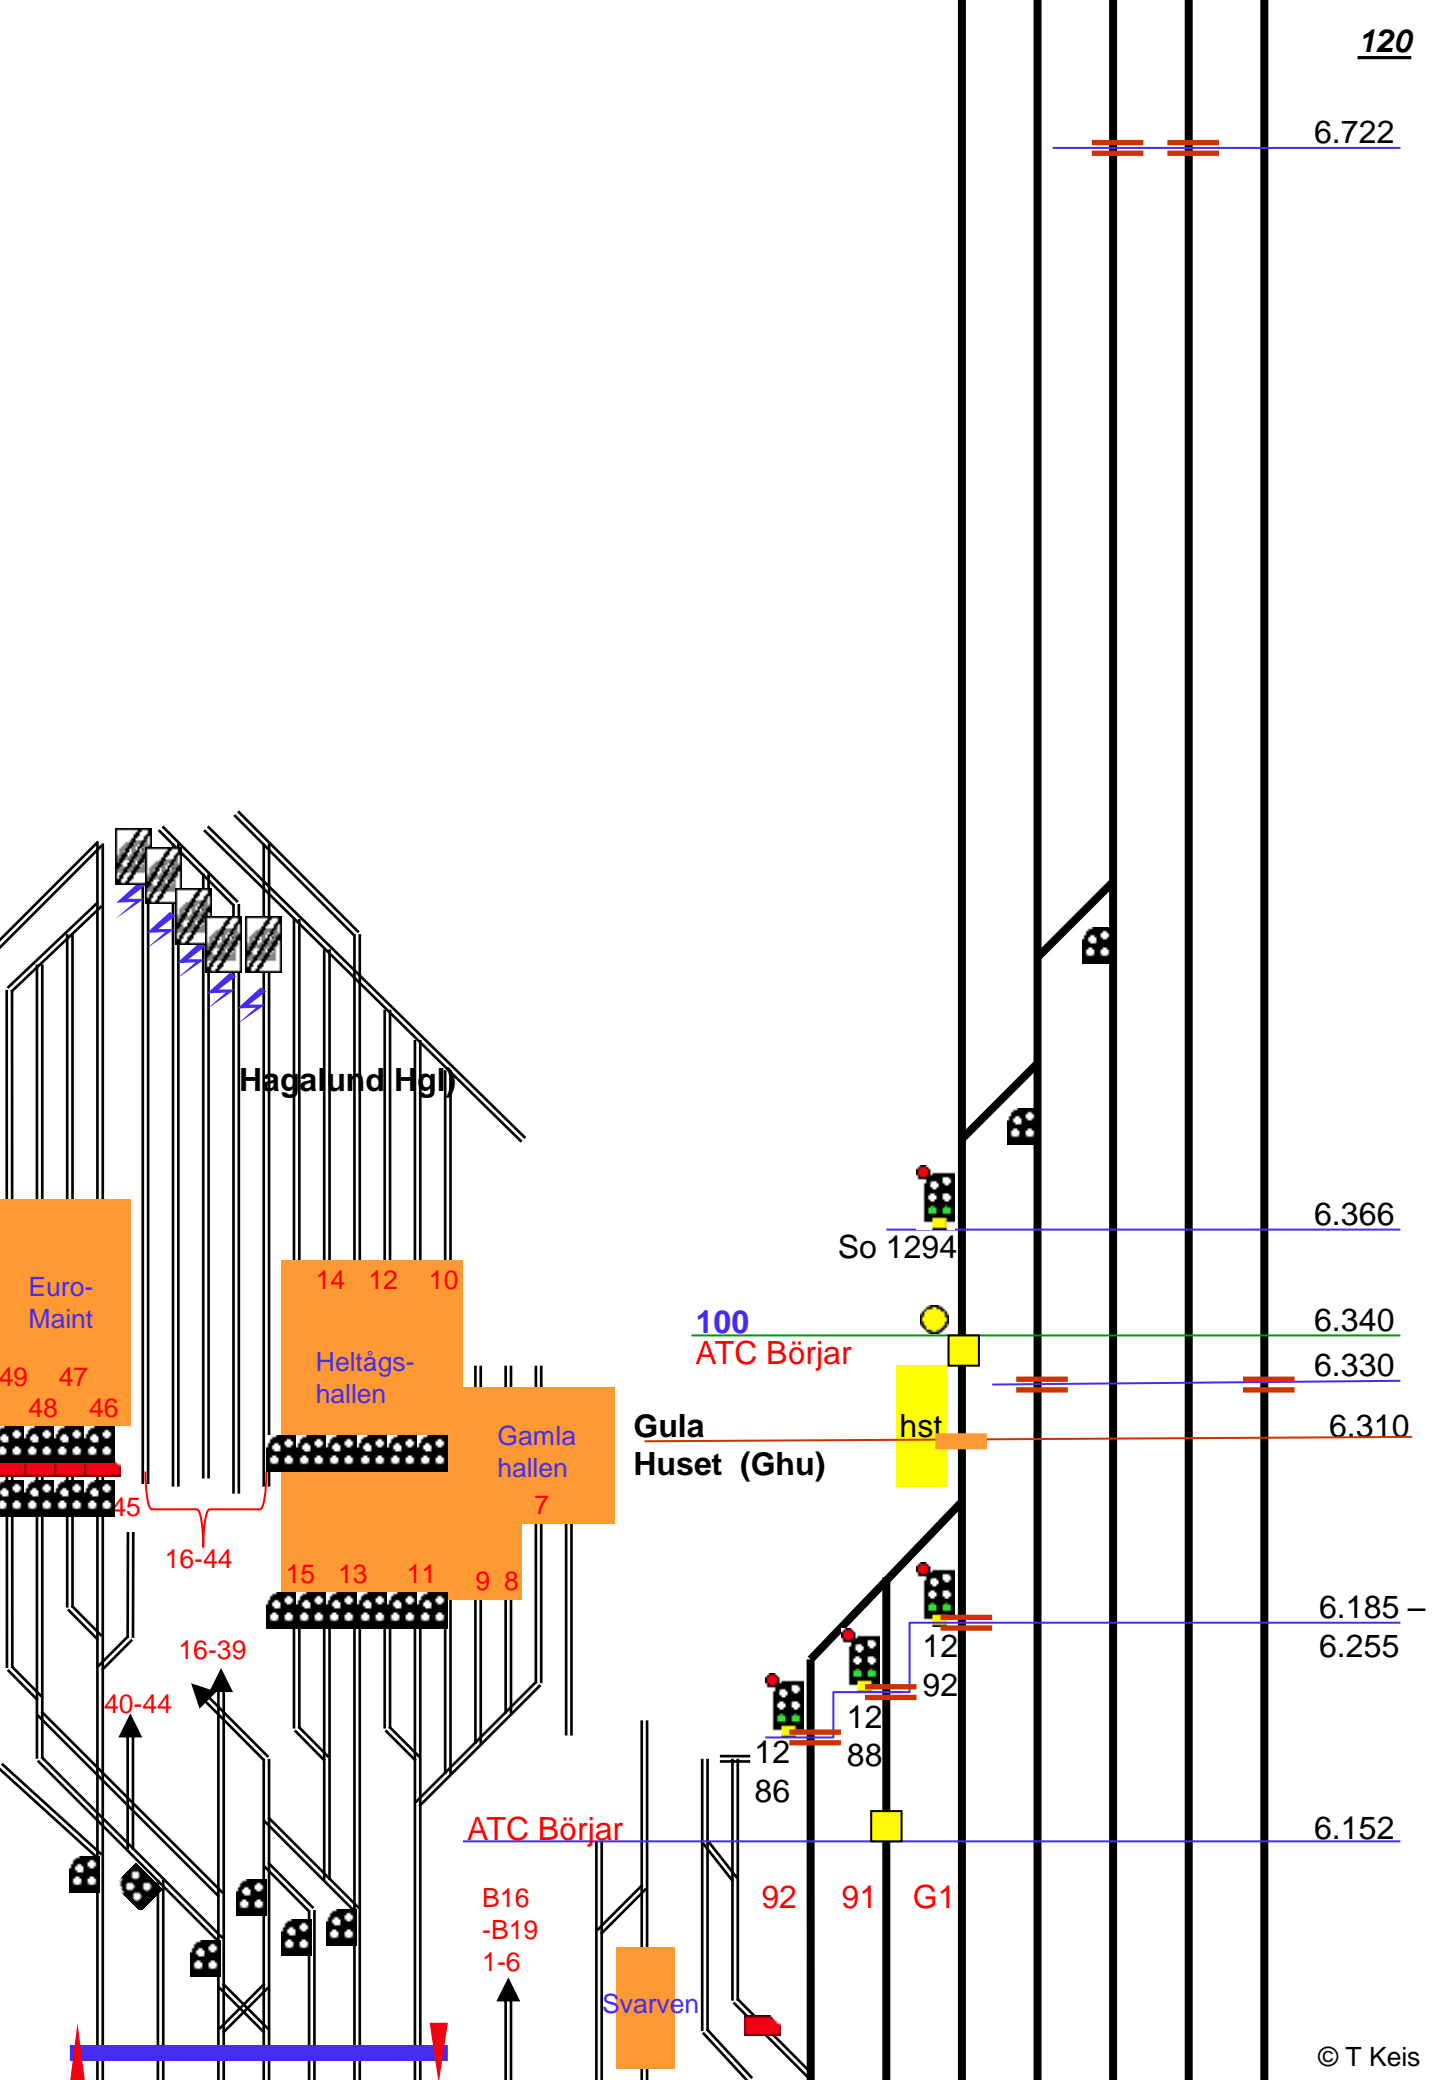 120
6.722
Hagalund Hgl)
6.366
So 1294
Euro-
Maint
14 12 10
100
6.340
ATC Börjar
6.330
Heltågs-
hallen
49 47
48 46
Gula
Huset (Ghu)
hst
6.310
Gamla
hallen
7
45
16-44
15 13 11
9 8
6.185 –
6.255
12
92
16-39
40-44
12
88
12
86
ATC Börjar
6.152
92 91 G1
B16
-B19
1-6
Svarven
© T Keis